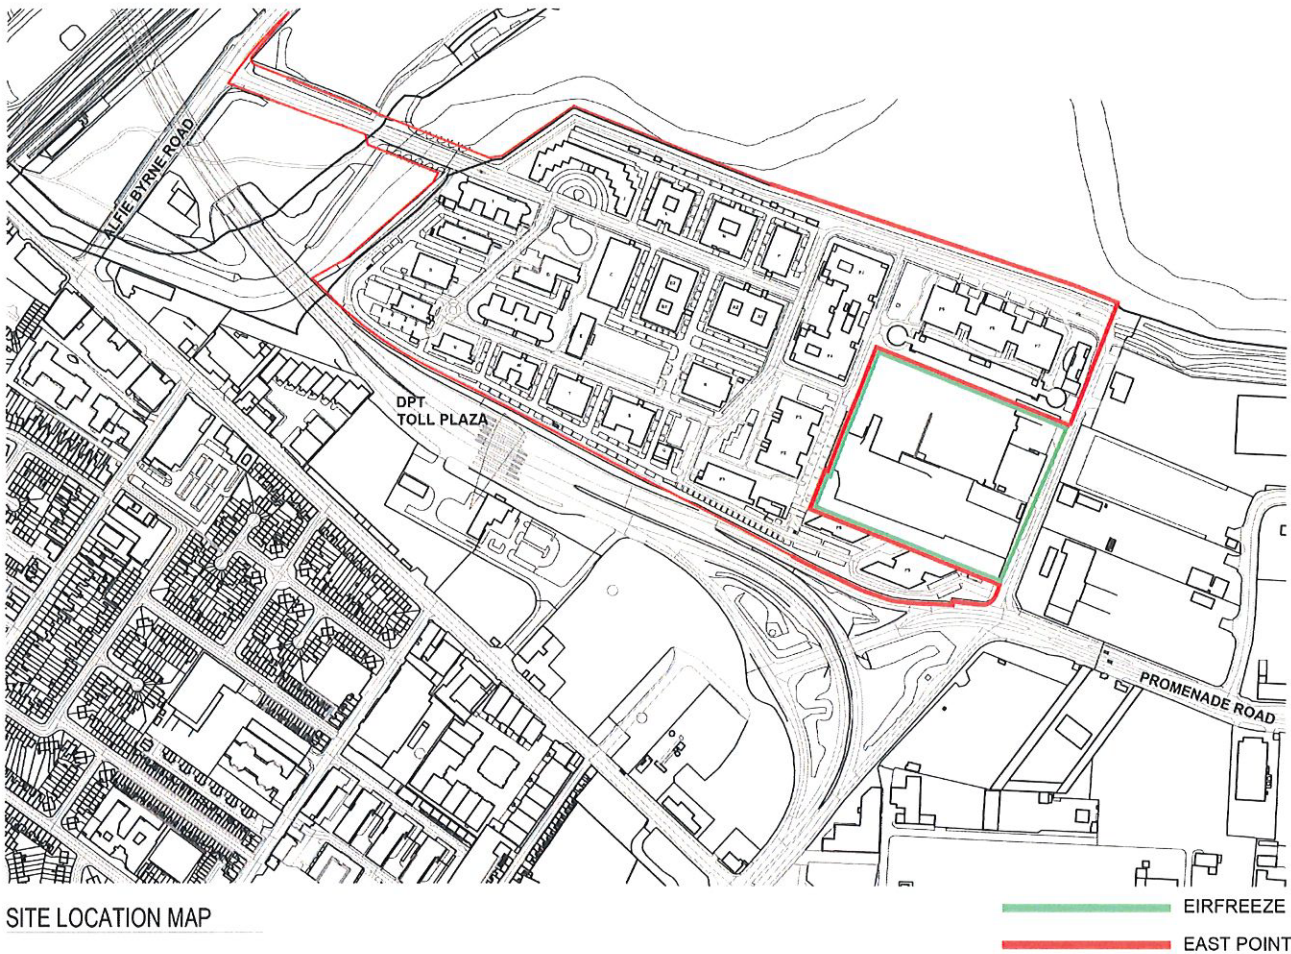 ALFIE BYRNE ROAD
DPT
TOLL PLAZA
PROMENADE ROAD
SITE LOCATION MAP
EIRFREEZE
EAST POINT